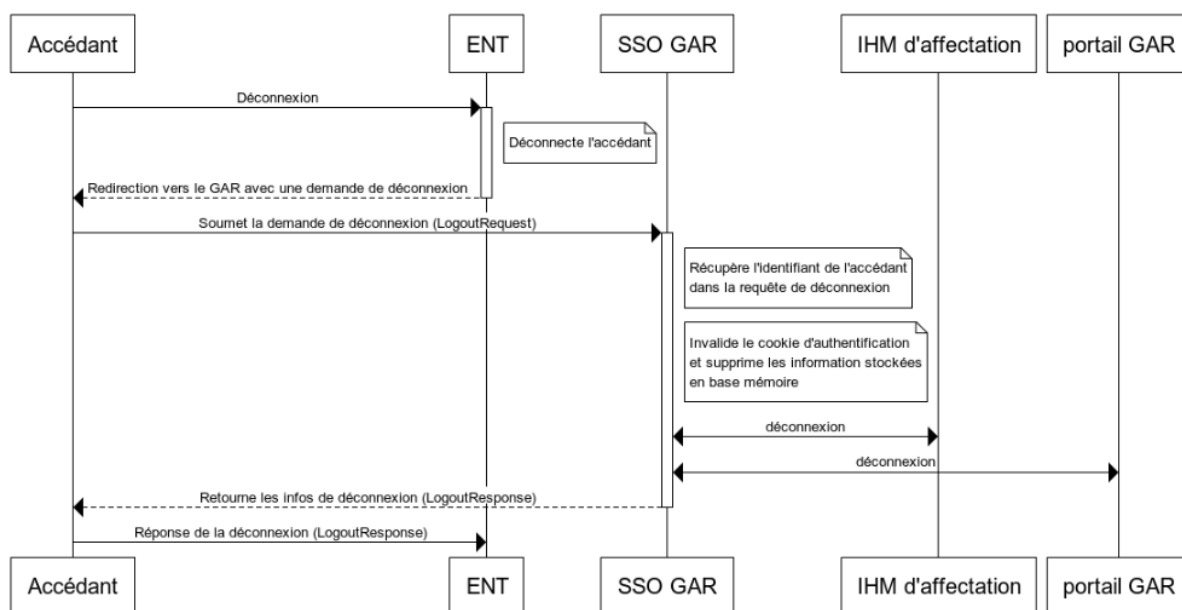 Accédant
ENT
SSO GAR
IHM d'affectation
portail GAR
Déconnexion
Déconnecte l'accédant
Redirection vers le GAR avec une demande de déconnexion
Soumet la demande de déconnexion (LogoutRequest)
Récupère l'identifiant de l'accédant
dans la requête de déconnexion
Invalide le cookie d'authentification
et supprime les information stockées
en base mémoire
déconnexion
déconnexion
Retourne les infos de déconnexion (LogoutResponse)
Réponse de la déconnexion (LogoutResponse)
Accédant
ENT
SSO GAR
IHM d'affectation
portail GAR